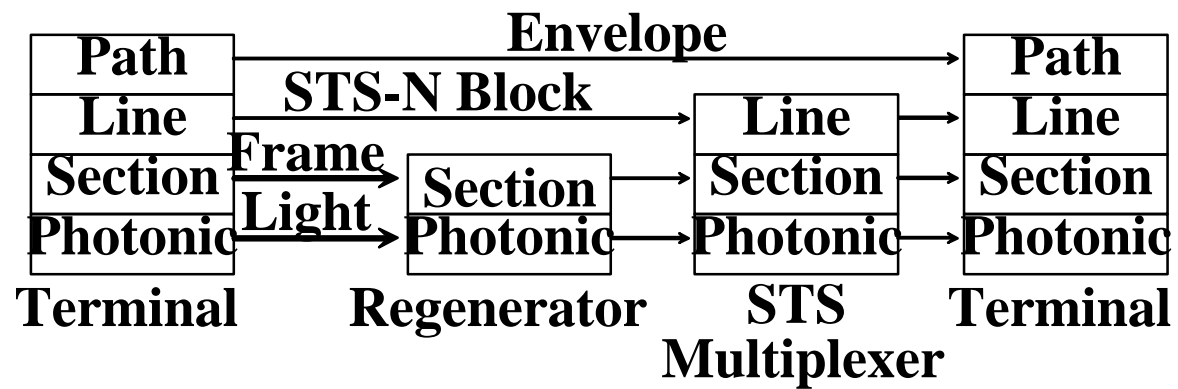 Envelope
Path Path
STS-N Block
Line Line Line
Frame
Section Section Section Section
Light
Photonic Photonic Photonic Photonic
Terminal Regenerator STS Terminal
Multiplexer